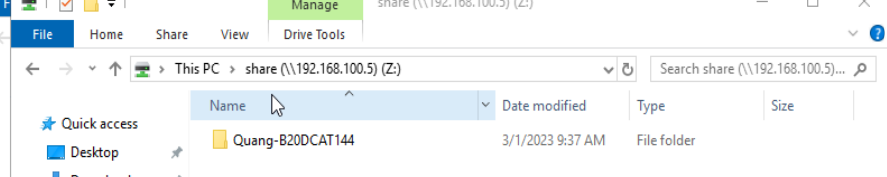 Manage share (\\192.168.100.5) (Z:)
File Home Share View Drive Tools
This PC > share (\\192.168.100.5) (Z:) Search share (\\192.168.100.5)...
Name Date modified Type Size
Quick access
Quang-B20DCAT144 3/1/2023 9:37 AM File folder
Desktop